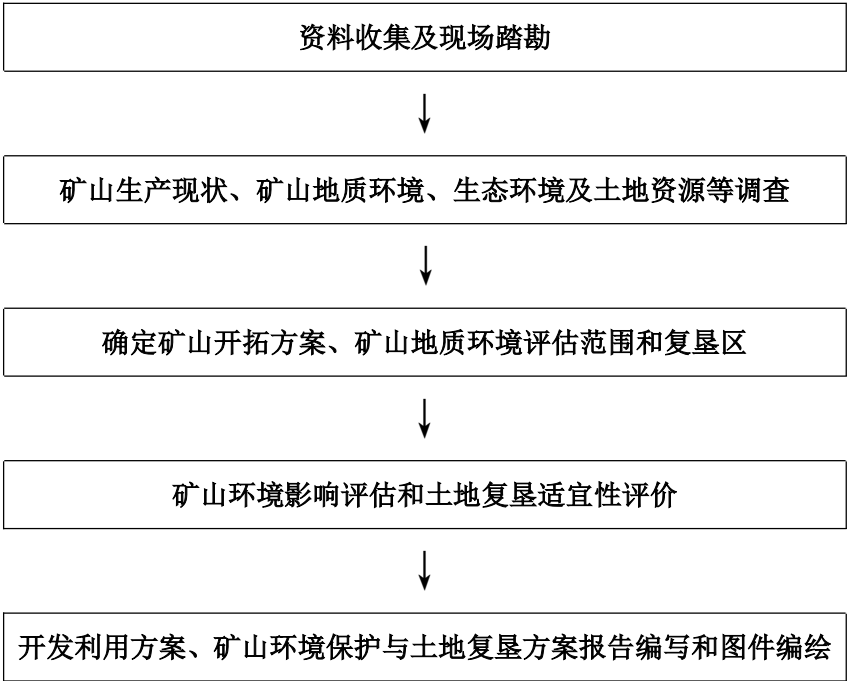 资料收集及现场踏勘
矿山生产现状、矿山地质环境、生态环境及土地资源等调查
确定矿山开拓方案、矿山地质环境评估范围和复垦区
矿山环境影响评估和土地复垦适宜性评价
开发利用方案、矿山环境保护与土地复垦方案报告编写和图件编绘